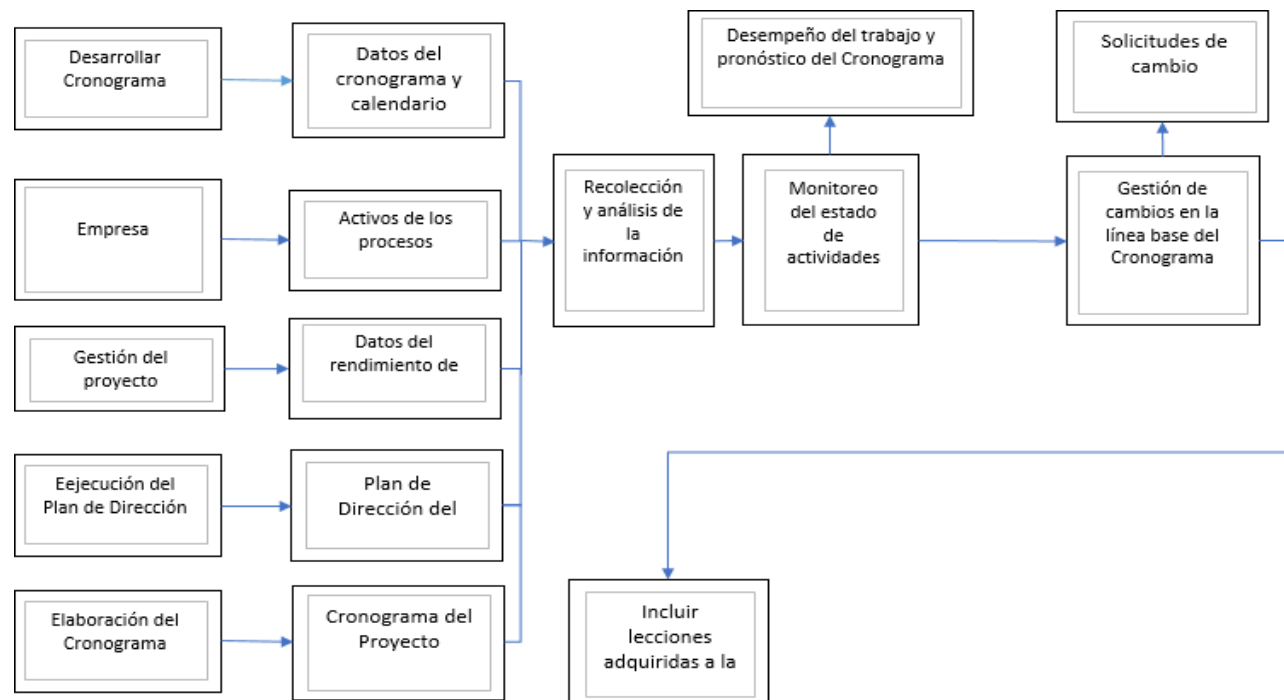 Desarrollar
Cronograma
Datos del
cronograma y
calendario
Desempeño del trabajo y
pronóstico del Cronograma
Solicitudes de
cambio
Empresa
Activos de los
procesos
Recolección
y análisis de
la
información
Monitoreo
del estado
de
actividades
Gestión de
cambios en la
línea base del
Cronograma
Gestión del
proyecto
Datos del
rendimiento de
Eejecución del
Plan de Dirección
Plan de
Dirección del
Elaboración del
Cronograma
Cronograma del
Proyecto
Incluir
lecciones
adquiridas a la